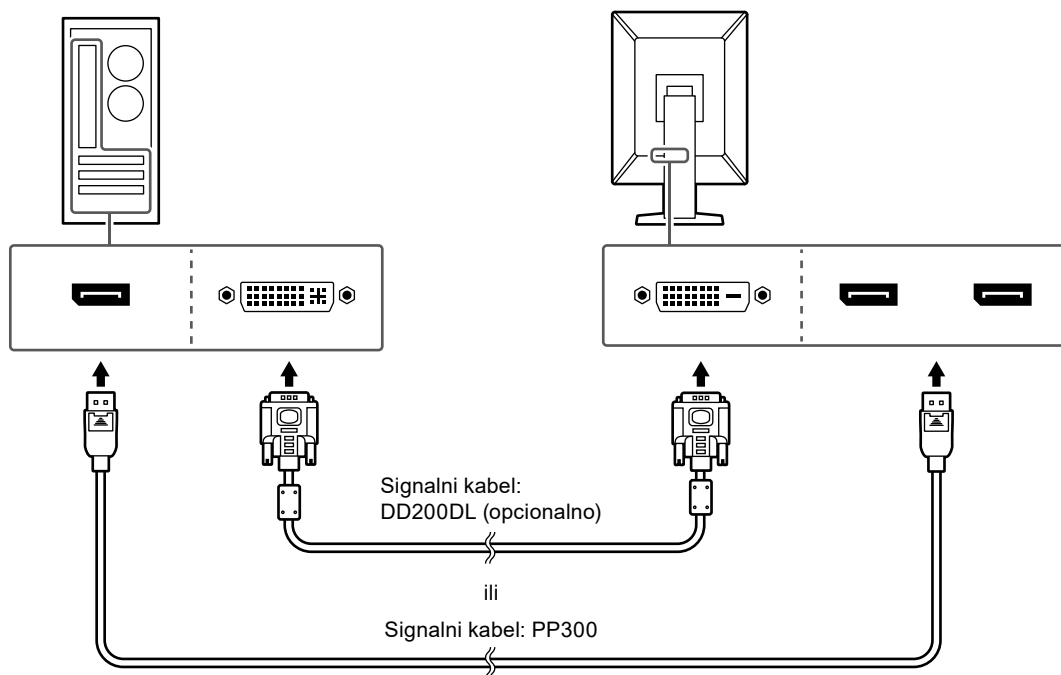 Signalni kabel:
DD200DL (opcionalno)
ili
Signalni kabel: PP300